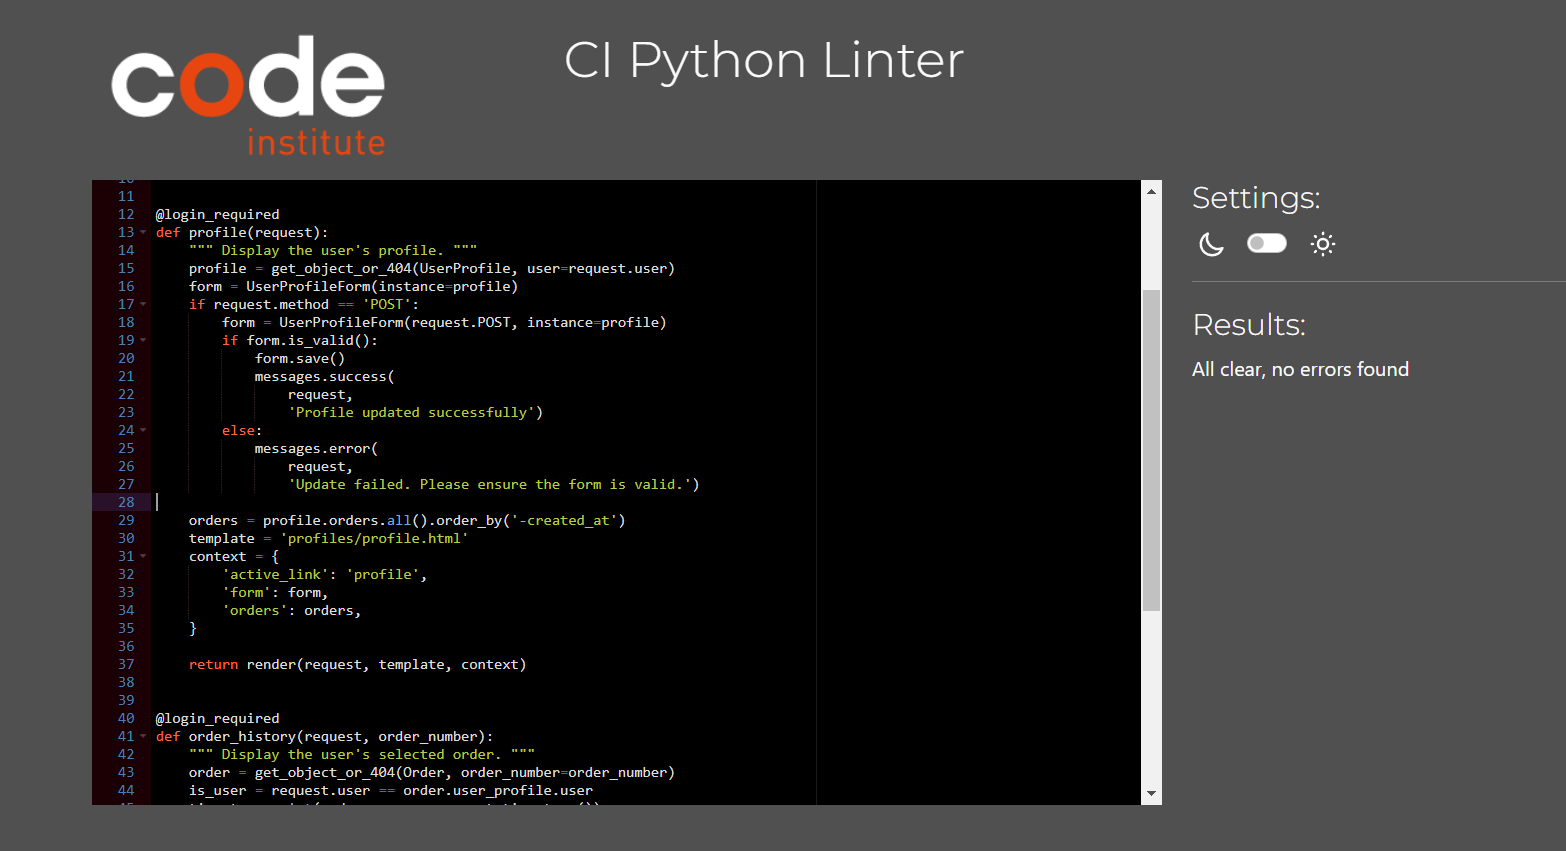 code
institute
CI Python Linter
10
11
12 @login_required
13 def profile(request):
14     """ Display the user's profile. """
15     profile = get_object_or_404(UserProfile, user=request.user)
16     form = UserProfileForm(instance=profile)
17     if request.method == 'POST':
18         form = UserProfileForm(request.POST, instance=profile)
19         if form.is_valid():
20             form.save()
21             messages.success(
22                 request,
23                 'Profile updated successfully')
24         else:
25             messages.error(
26                 request,
27                 'Update failed. Please ensure the form is valid.')
28
29     orders = profile.orders.all().order_by('-created_at')
30     template = 'profiles/profile.html'
31     context = {
32         'active_link': 'profile',
33         'form': form,
34         'orders': orders,
35     }
36
37     return render(request, template, context)
38
39
40 @login_required
41 def order_history(request, order_number):
42     """ Display the user's selected order. """
43     order = get_object_or_404(Order, order_number=order_number)
44     is_user = request.user == order.user_profile.user
Settings:
Results:
All clear, no errors found